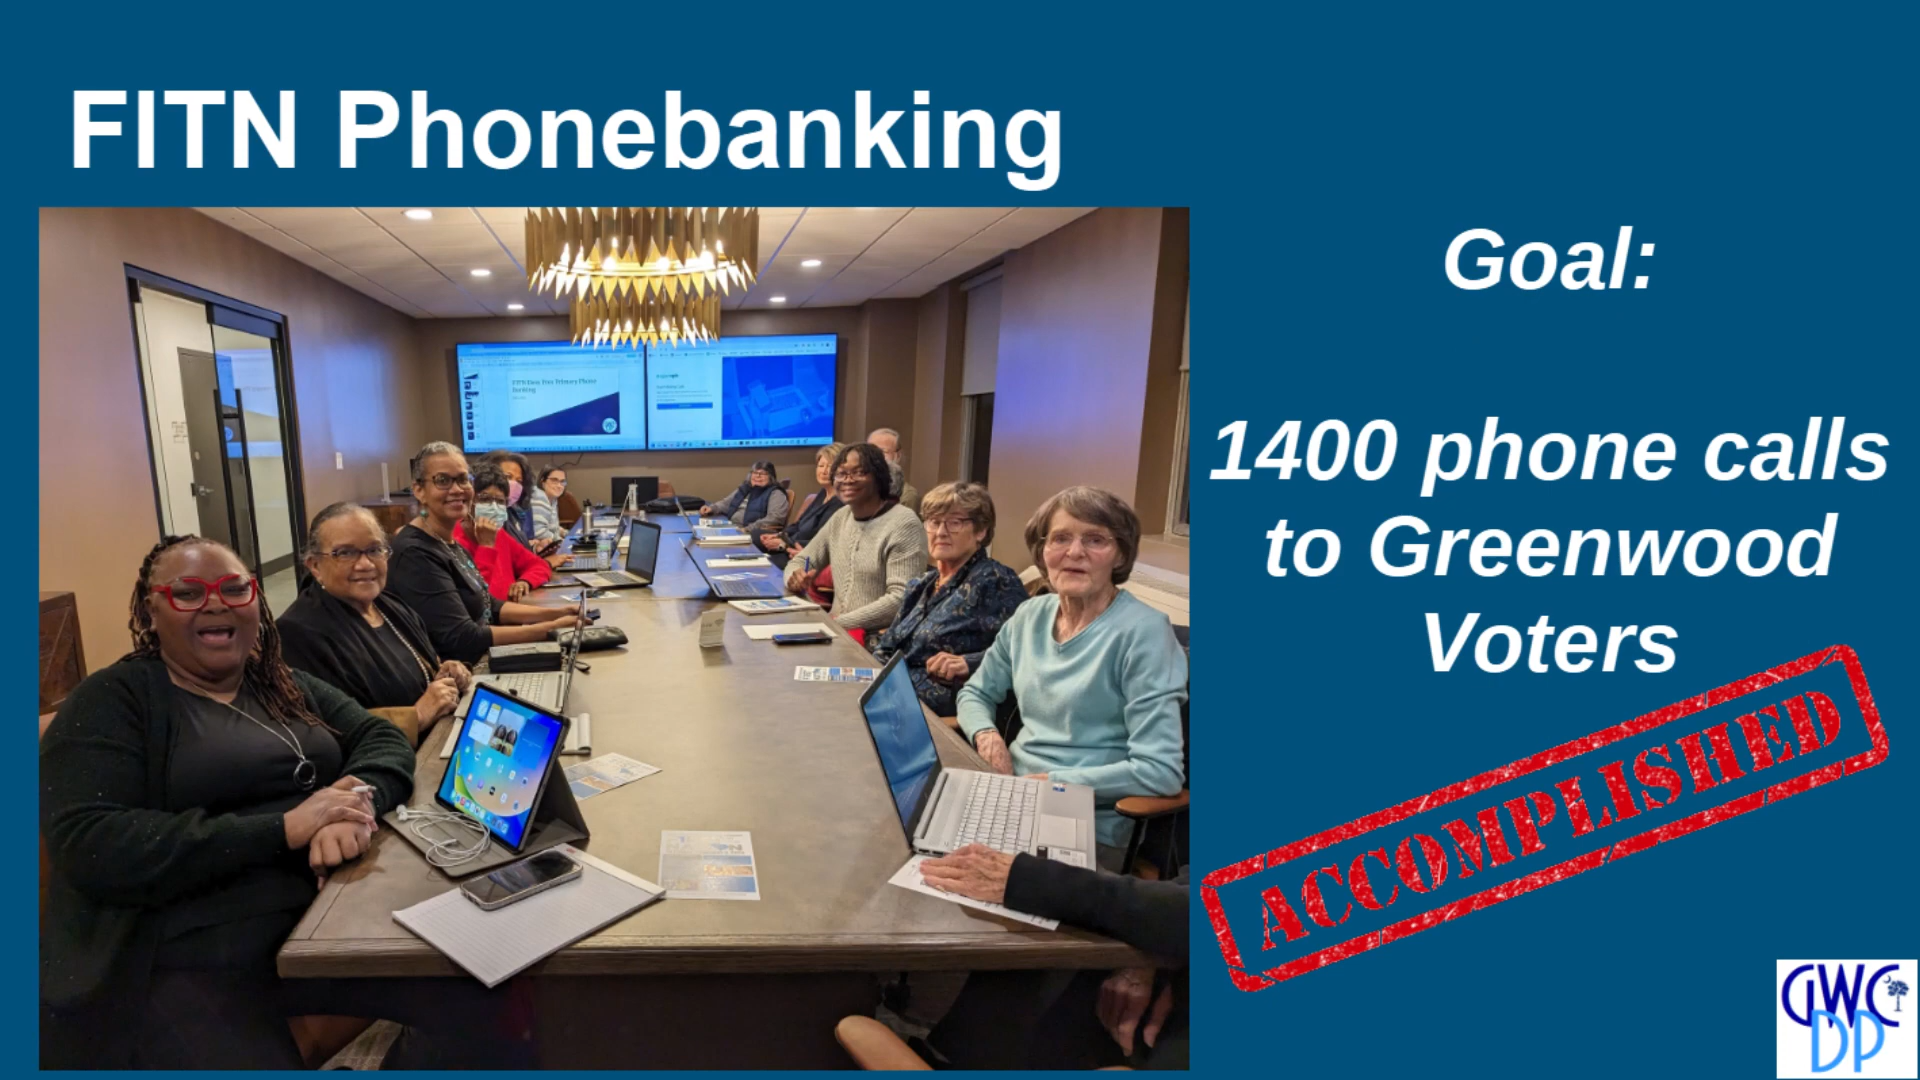 FITN Phonebanking
Goal:
1400 phone calls
to Greenwood
Voters
ACCOMPLISHED
GWC
DP